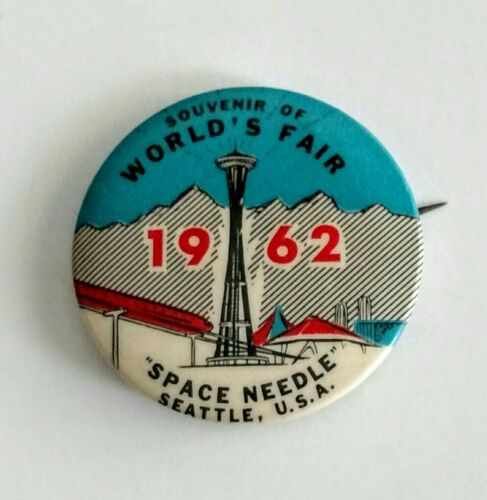 SOUVENIR OF
WORLD'S FAIR
1962
"SPACE NEEDLE"
SEATTLE, U.S.A.